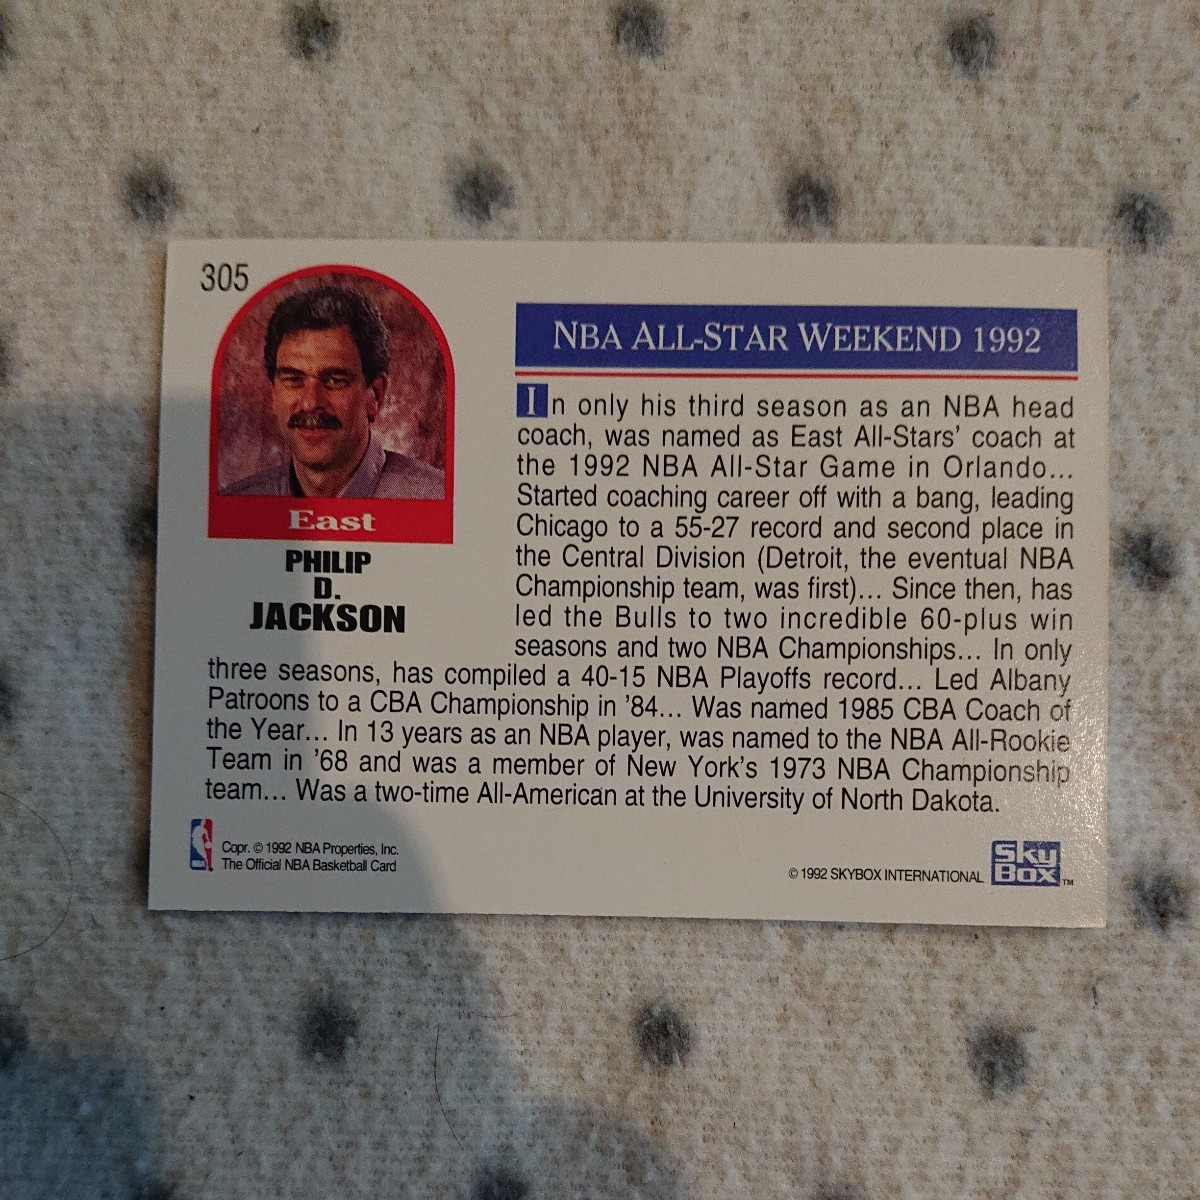 305
East
PHILIP
D.
JACKSON
NBA ALL-STAR WEEKEND 1992
In only his third season as an NBA head
coach, was named as East All-Stars' coach at
the 1992 NBA All-Star Game in Orlando...
Started coaching career off with a bang, leading
Chicago to a 55-27 record and second place in
the Central Division (Detroit, the eventual NBA
Championship team, was first)... Since then, has
led the Bulls to two incredible 60-plus win
seasons and two NBA Championships... In only
three seasons, has compiled a 40-15 NBA Playoffs record... Led Albany
Patroons to a CBA Championship in '84... Was named 1985 CBA Coach of
the Year... In 13 years as an NBA player, was named to the NBA All-Rookie
Team in '68 and was a member of New York's 1973 NBA Championship
team... Was a two-time All-American at the University of North Dakota.
NBA
Copr. © 1992 NBA Properties, Inc.
The Official NBA Basketball Card
© 1992 SKYBOX INTERNATIONAL
SkyBox™